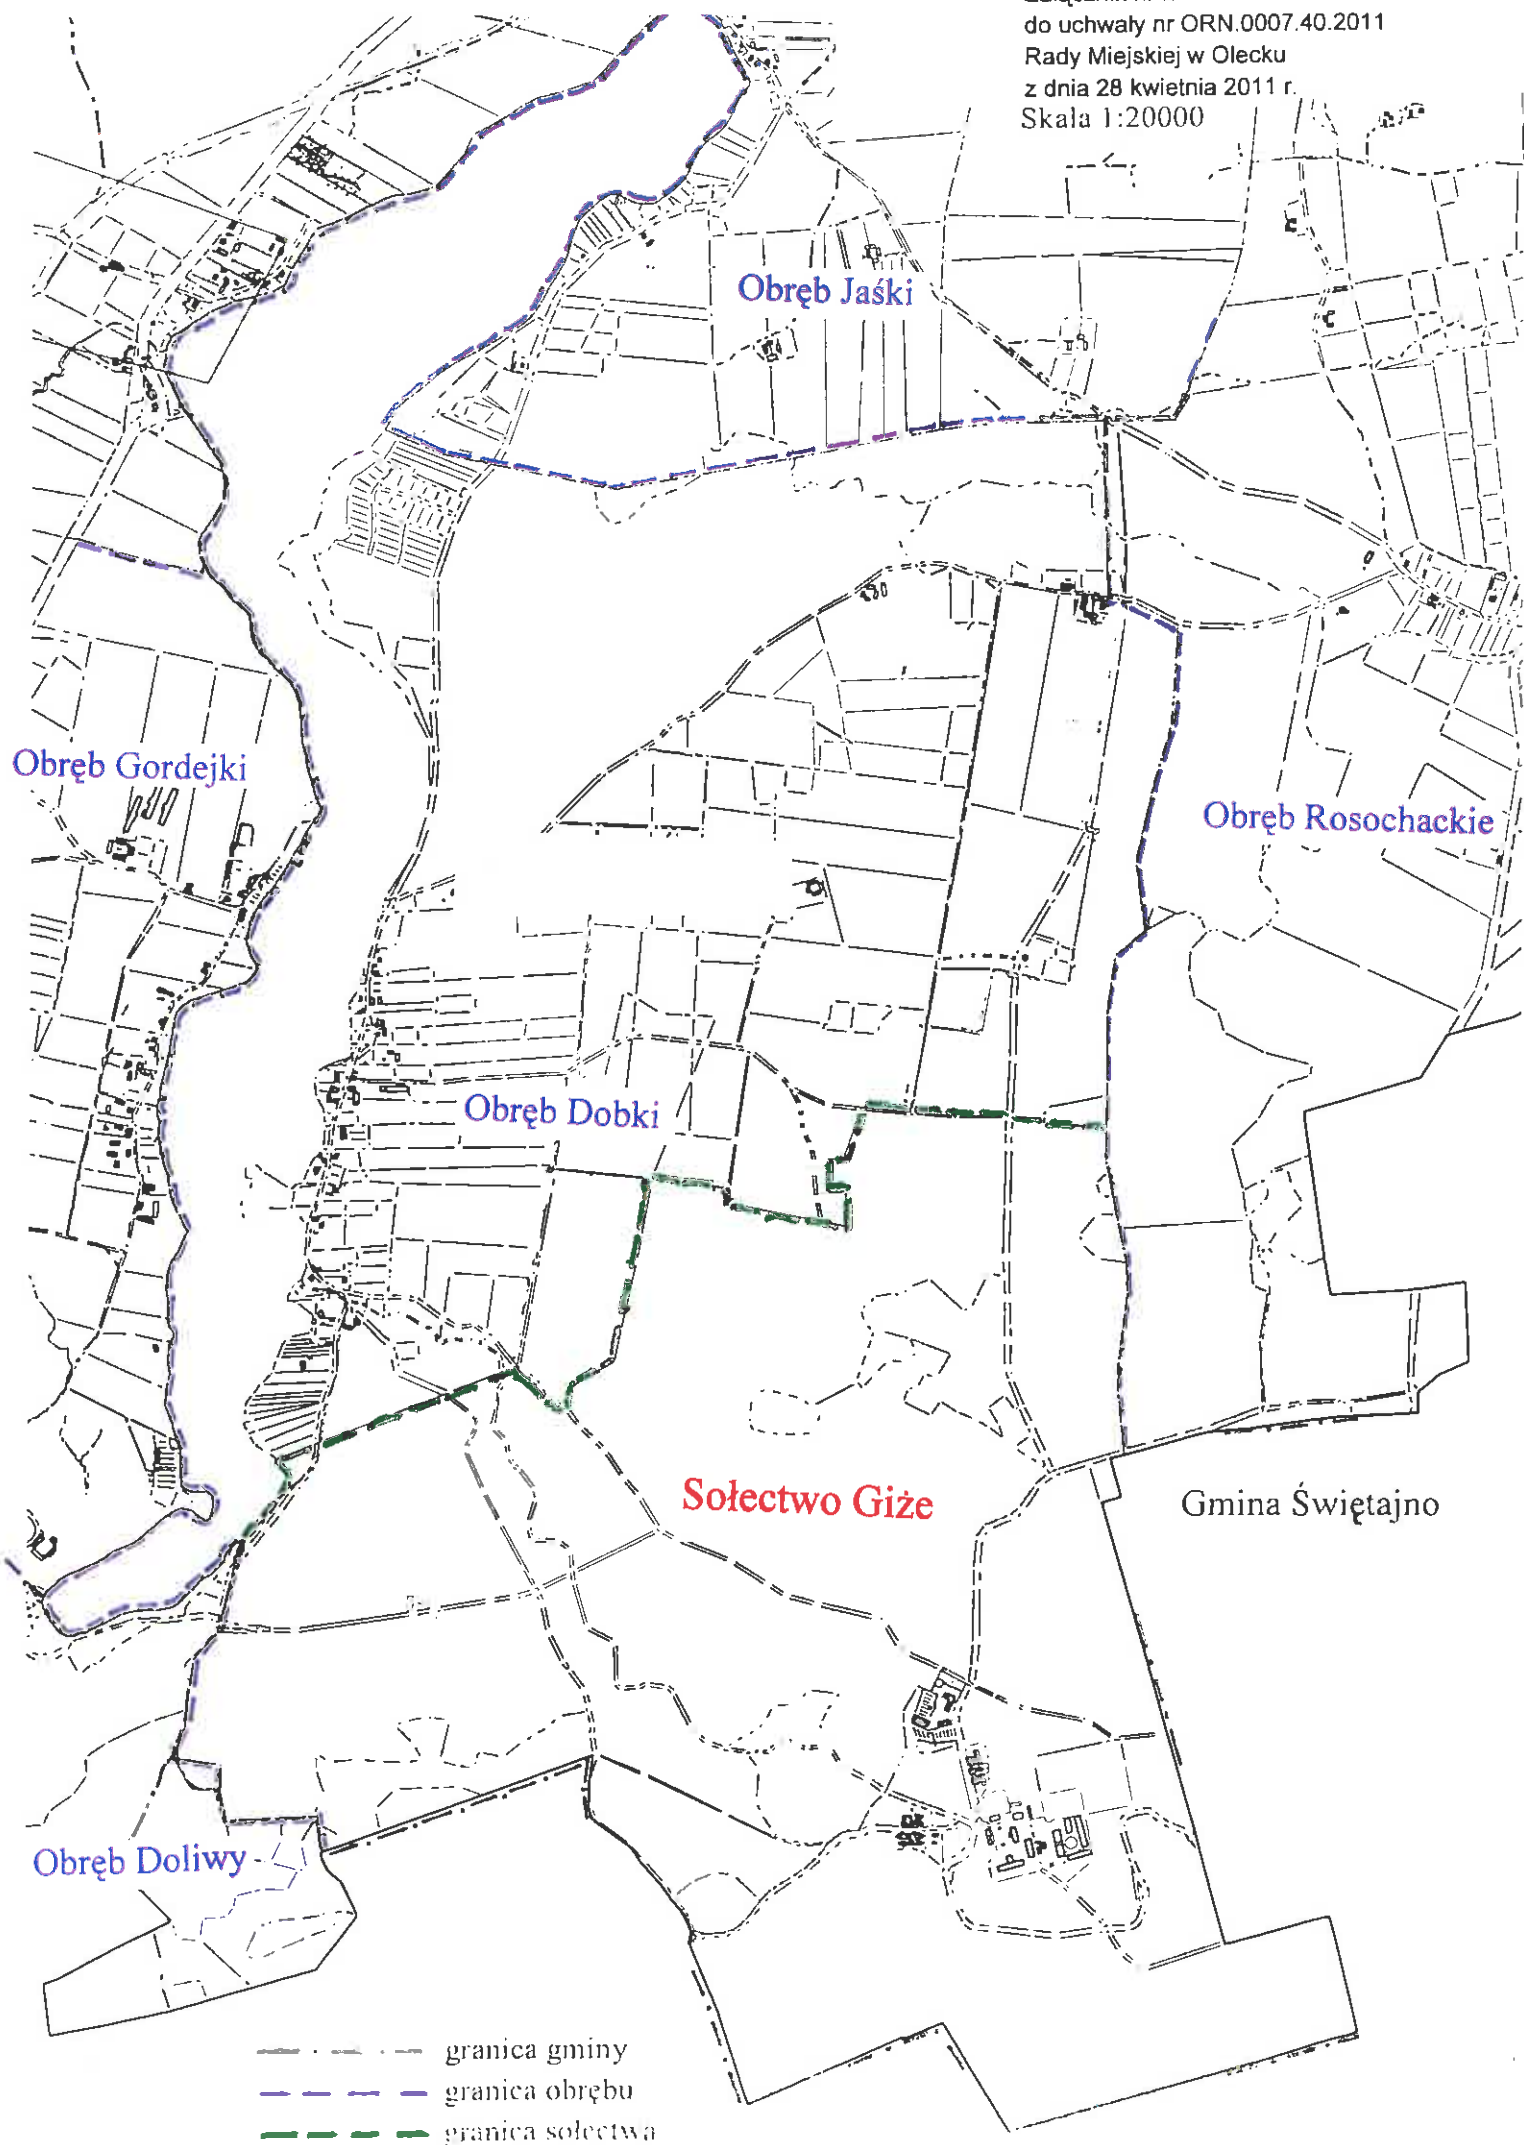 do uchwały nr ORN.0007.40.2011
Rady Miejskiej w Olecku
z dnia 28 kwietnia 2011 r.
Skala 1:20000
Obręb Jaśki
Obręb Gordejki
Obręb Rosochackie
Obręb Dobki
Sołectwo Giże
Gmina Świętajno
Obręb Doliwy
granica gminy
granica obrębu
granica sołectwa